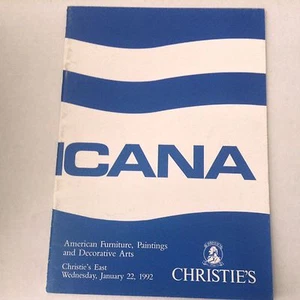 ICANA
American Furniture, Paintings
and Decorative Arts
Christie's East
Wednesday, January 22, 1992
CHRISTIE'S